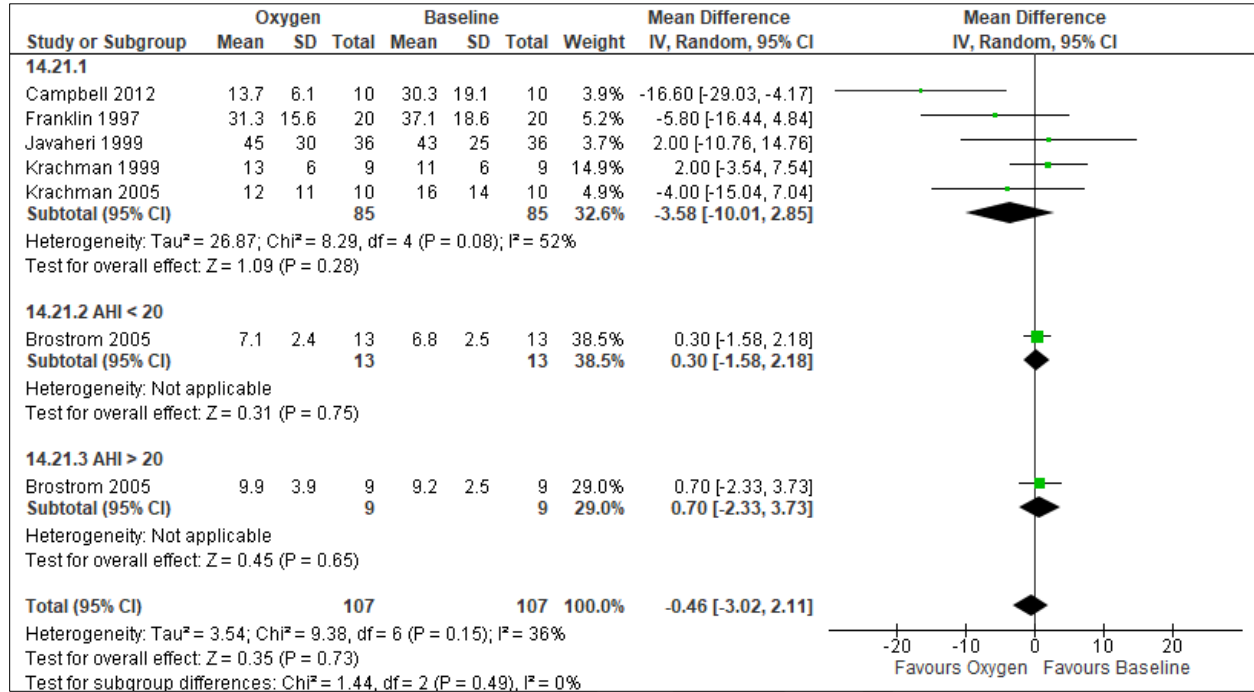 Oxygen Baseline Mean Difference Mean Difference
Study or Subgroup Mean SD Total Mean SD Total Weight IV, Random, 95% CI IV, Random, 95% CI
14.21.1
Campbell 2012 13.7 6.1 10 30.3 19.1 10 3.9% -16.60 [-29.03, -4.17]
Franklin 1997 31.3 15.6 20 37.1 18.6 20 5.2% -5.80 [-16.44, 4.84]
Javaheri 1999 45 30 36 43 25 36 3.7% 2.00 [-10.76, 14.76]
Krachman 1999 13 6 9 11 6 9 14.9% 2.00 [-3.54, 7.54]
Krachman 2005 12 11 10 16 14 10 4.9% -4.00 [-15.04, 7.04]
Subtotal (95% CI) 85 85 32.6% -3.58 [-10.01, 2.85]
Heterogeneity: Tau² = 26.87; Chi² = 8.29, df = 4 (P = 0.08); I² = 52%
Test for overall effect: Z = 1.09 (P = 0.28)
14.21.2 AHI < 20
Brostrom 2005 7.1 2.4 13 6.8 2.5 13 38.5% 0.30 [-1.58, 2.18]
Subtotal (95% CI) 13 13 38.5% 0.30 [-1.58, 2.18]
Heterogeneity: Not applicable
Test for overall effect: Z = 0.31 (P = 0.75)
14.21.3 AHI > 20
Brostrom 2005 9.9 3.9 9 9.2 2.5 9 29.0% 0.70 [-2.33, 3.73]
Subtotal (95% CI) 9 9 29.0% 0.70 [-2.33, 3.73]
Heterogeneity: Not applicable
Test for overall effect: Z = 0.45 (P = 0.65)
Total (95% CI) 107 107 100.0% -0.46 [-3.02, 2.11]
Heterogeneity: Tau² = 3.54; Chi² = 9.38, df = 6 (P = 0.15); I² = 36%
Test for overall effect: Z = 0.35 (P = 0.73)
Test for subgroup differences: Chi² = 1.44, df = 2 (P = 0.49), I² = 0%
-20 -10 0 10 20
Favours Oxygen Favours Baseline